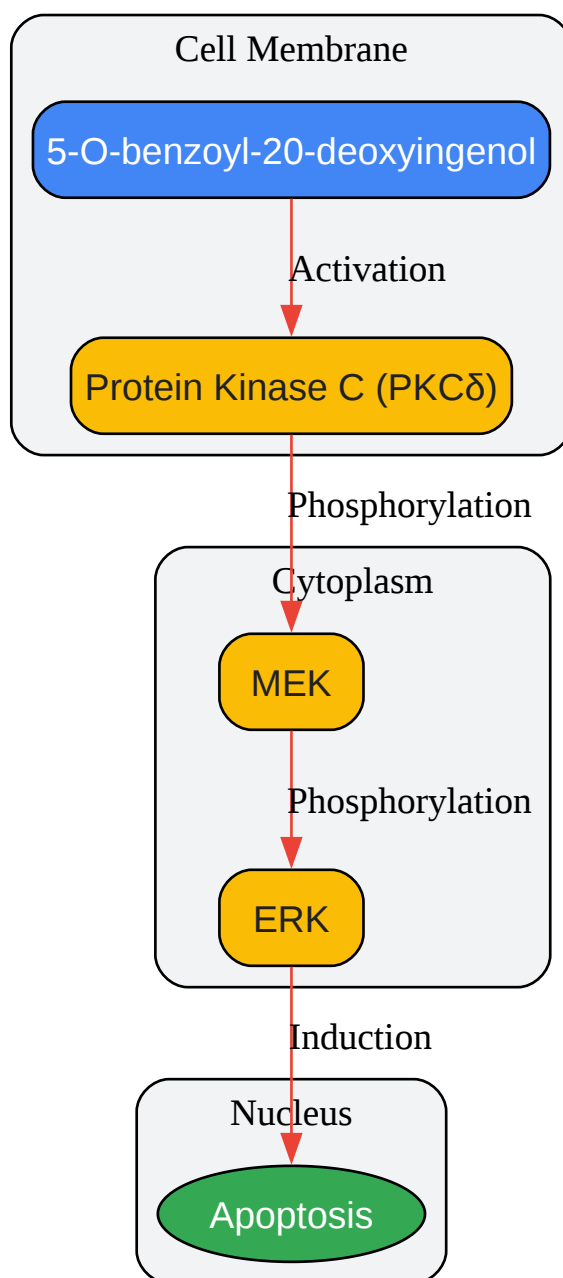 Cell Membrane
5-O-benzoyl-20-deoxyingenol
Activation
Protein Kinase C (PKCδ)
Phosphorylation
Cytoplasm
MEK
Phosphorylation
ERK
Induction
Nucleus
Apoptosis